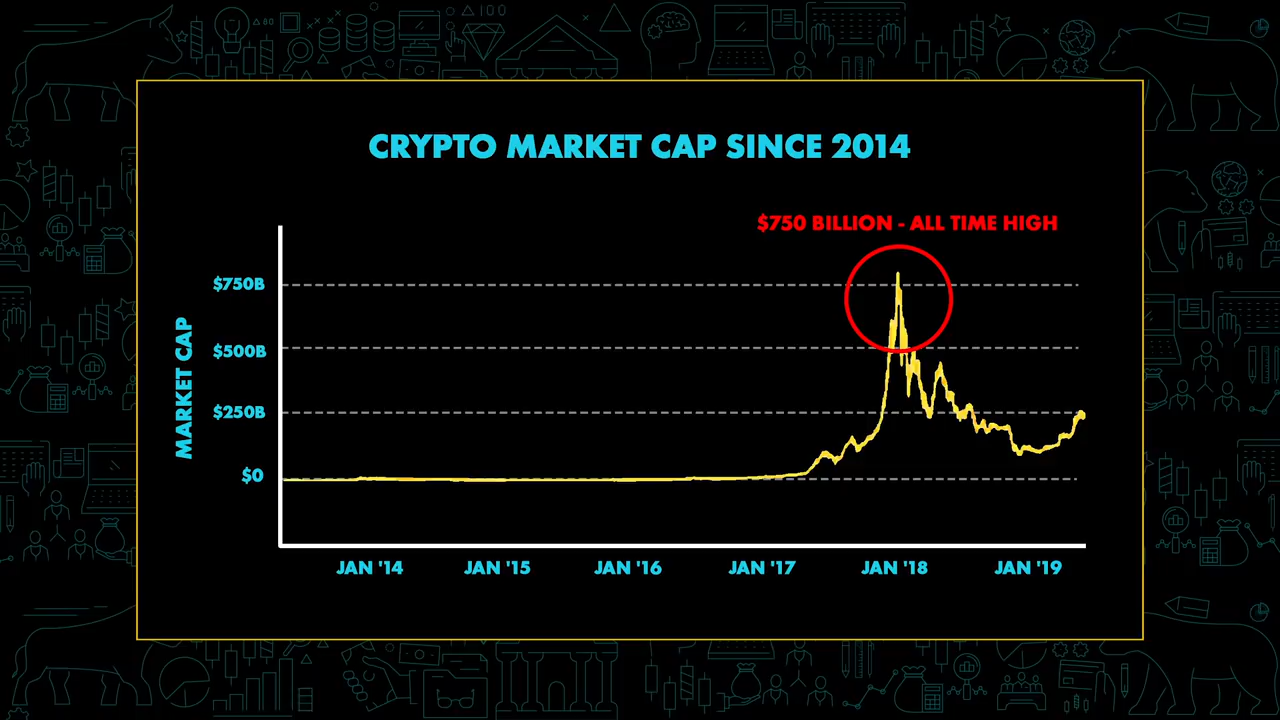 CRYPTO MARKET CAP SINCE 2014
$750 BILLION - ALL TIME HIGH
MARKET CAP
$750B
$500B
$250B
$0
JAN '14 JAN '15 JAN '16 JAN '17 JAN '18 JAN '19